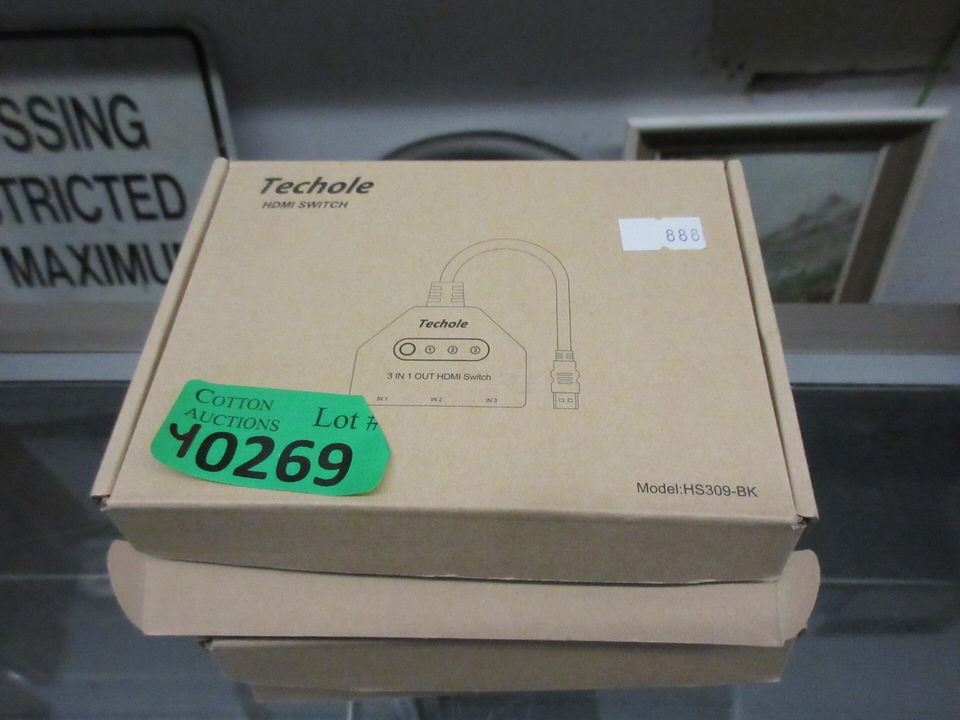 SSING
TRICTED
MAXIMU
Techole
HDMI SWITCH
888
Techole
1 2 3
3 IN 1 OUT HDMI Switch
IN 1 IN 2 IN 3
COTTON
AUCTIONS
Lot #
40269
Model:HS309-BK